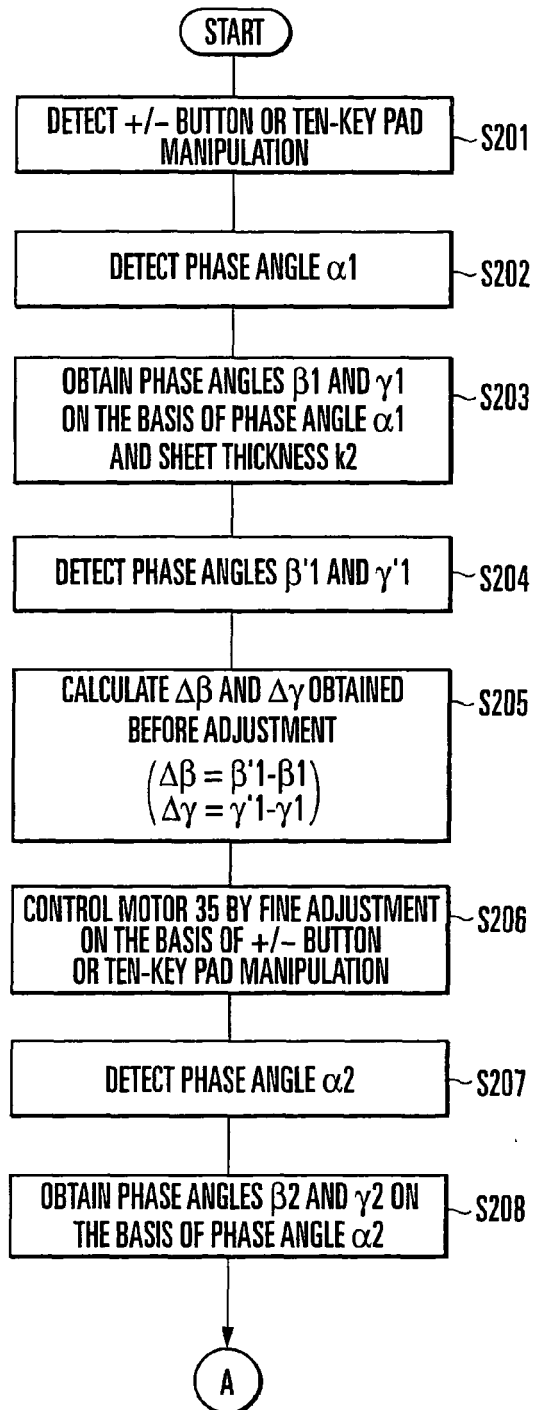 START
DETECT +/− BUTTON OR TEN-KEY PAD
MANIPULATION
S201
DETECT PHASE ANGLE α1
S202
OBTAIN PHASE ANGLES β1 AND γ1
ON THE BASIS OF PHASE ANGLE α1
AND SHEET THICKNESS k2
S203
DETECT PHASE ANGLES β'1 AND γ'1
S204
CALCULATE Δβ AND Δγ OBTAINED
BEFORE ADJUSTMENT
(Δβ = β'1-β1)
(Δγ = γ'1-γ1)
S205
CONTROL MOTOR 35 BY FINE ADJUSTMENT
ON THE BASIS OF +/− BUTTON
OR TEN-KEY PAD MANIPULATION
S206
DETECT PHASE ANGLE α2
S207
OBTAIN PHASE ANGLES β2 AND γ2 ON
THE BASIS OF PHASE ANGLE α2
S208
A